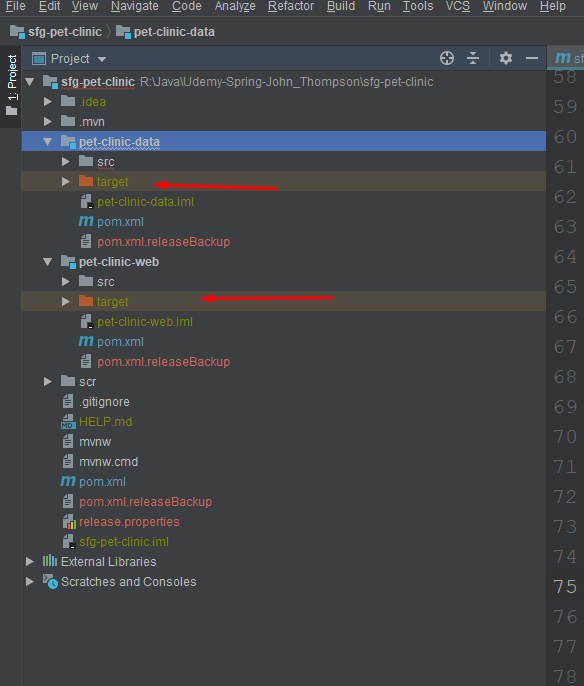 File Edit View Navigate Code Analyze Refactor Build Run Tools VCS Window Help
sfg-pet-clinic pet-clinic-data
1: Project
Project
sfg-pet-clinic R:\Java\Udemy-Spring-John_Thompson\sfg-pet-clinic
.idea
.mvn
pet-clinic-data
src
target
pet-clinic-data.iml
pom.xml
pom.xml.releaseBackup
pet-clinic-web
src
target
pet-clinic-web.iml
pom.xml
pom.xml.releaseBackup
scr
.gitignore
HELP.md
mvnw
mvnw.cmd
pom.xml
pom.xml.releaseBackup
release.properties
sfg-pet-clinic.iml
External Libraries
Scratches and Consoles
58
59
60
61
62
63
64
65
66
67
68
69
70
71
72
73
74
75
76
77
78